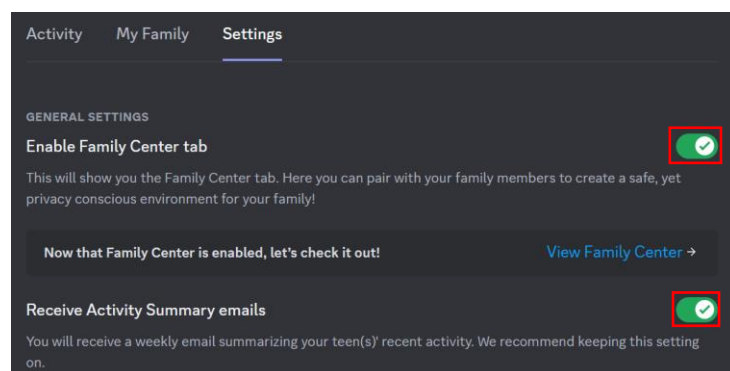 Activity My Family Settings
GENERAL SETTINGS
Enable Family Center tab
This will show you the Family Center tab. Here you can pair with your family members to create a safe, yet
privacy conscious environment for your family!
Now that Family Center is enabled, let's check it out! View Family Center →
Receive Activity Summary emails
You will receive a weekly email summarizing your teen(s)' recent activity. We recommend keeping this setting
on.